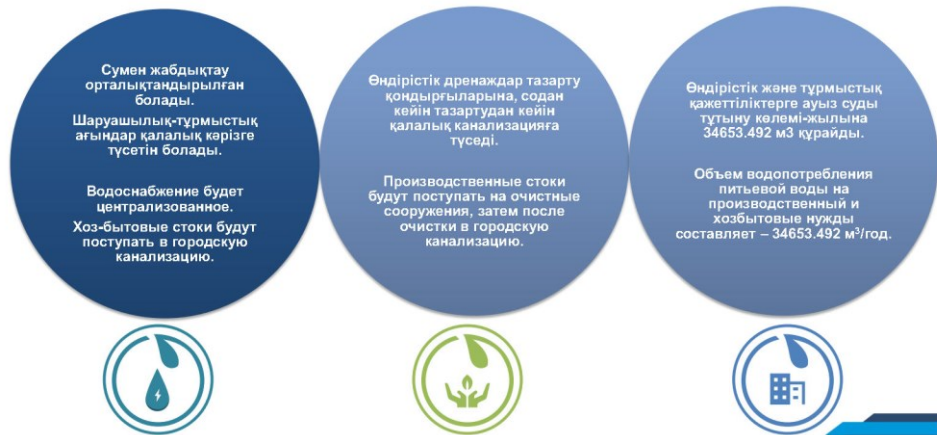 Сумен жабдықтау
орталықтандырылған
болады.
Шаруашылық-тұрмыстық
ағындар қалалық кәрізге
түсетін болады.
Водоснабжение будет
централизованное.
Хоз-бытовые стоки будут
поступать в городскую
канализацию.
Өндірістік дренаждар тазарту
қондырғыларына, содан
кейін тазартудан кейін
қалалық канализацияға
түседі.
Производственные стоки
будут поступать на очистные
сооружения, затем после
очистки в городскую
канализацию.
Өндірістік және тұрмыстық
қажеттіліктерге ауыз суды
тұтыну көлемі-жылына
34653.492 м3 құрайды.
Объем водопотребления
питьевой воды на
производственный и
хозбытовые нужды
составляет – 34653.492 м³/год.